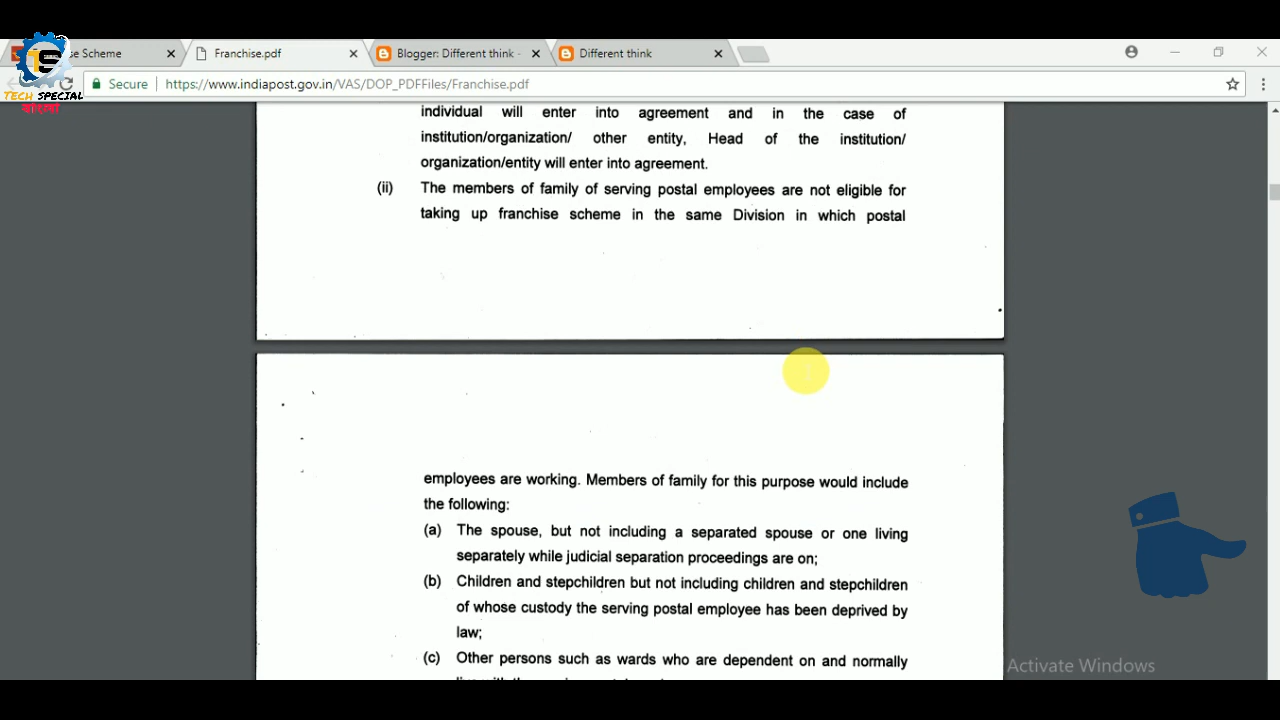 se Scheme
Franchise.pdf
Blogger: Different think -
Different think
Secure
https://www.indiapost.gov.in/VAS/DOP_PDFFiles/Franchise.pdf
TECH SPECIAL
বাংলা
individual will enter into agreement and in the case of
institution/organization/ other entity, Head of the institution/
organization/entity will enter into agreement.
(ii) The members of family of serving postal employees are not eligible for
taking up franchise scheme in the same Division in which postal
employees are working. Members of family for this purpose would include
the following:
(a) The spouse, but not including a separated spouse or one living
separately while judicial separation proceedings are on;
(b) Children and stepchildren but not including children and stepchildren
of whose custody the serving postal employee has been deprived by
law;
(c) Other persons such as wards who are dependent on and normally
Activate Windows